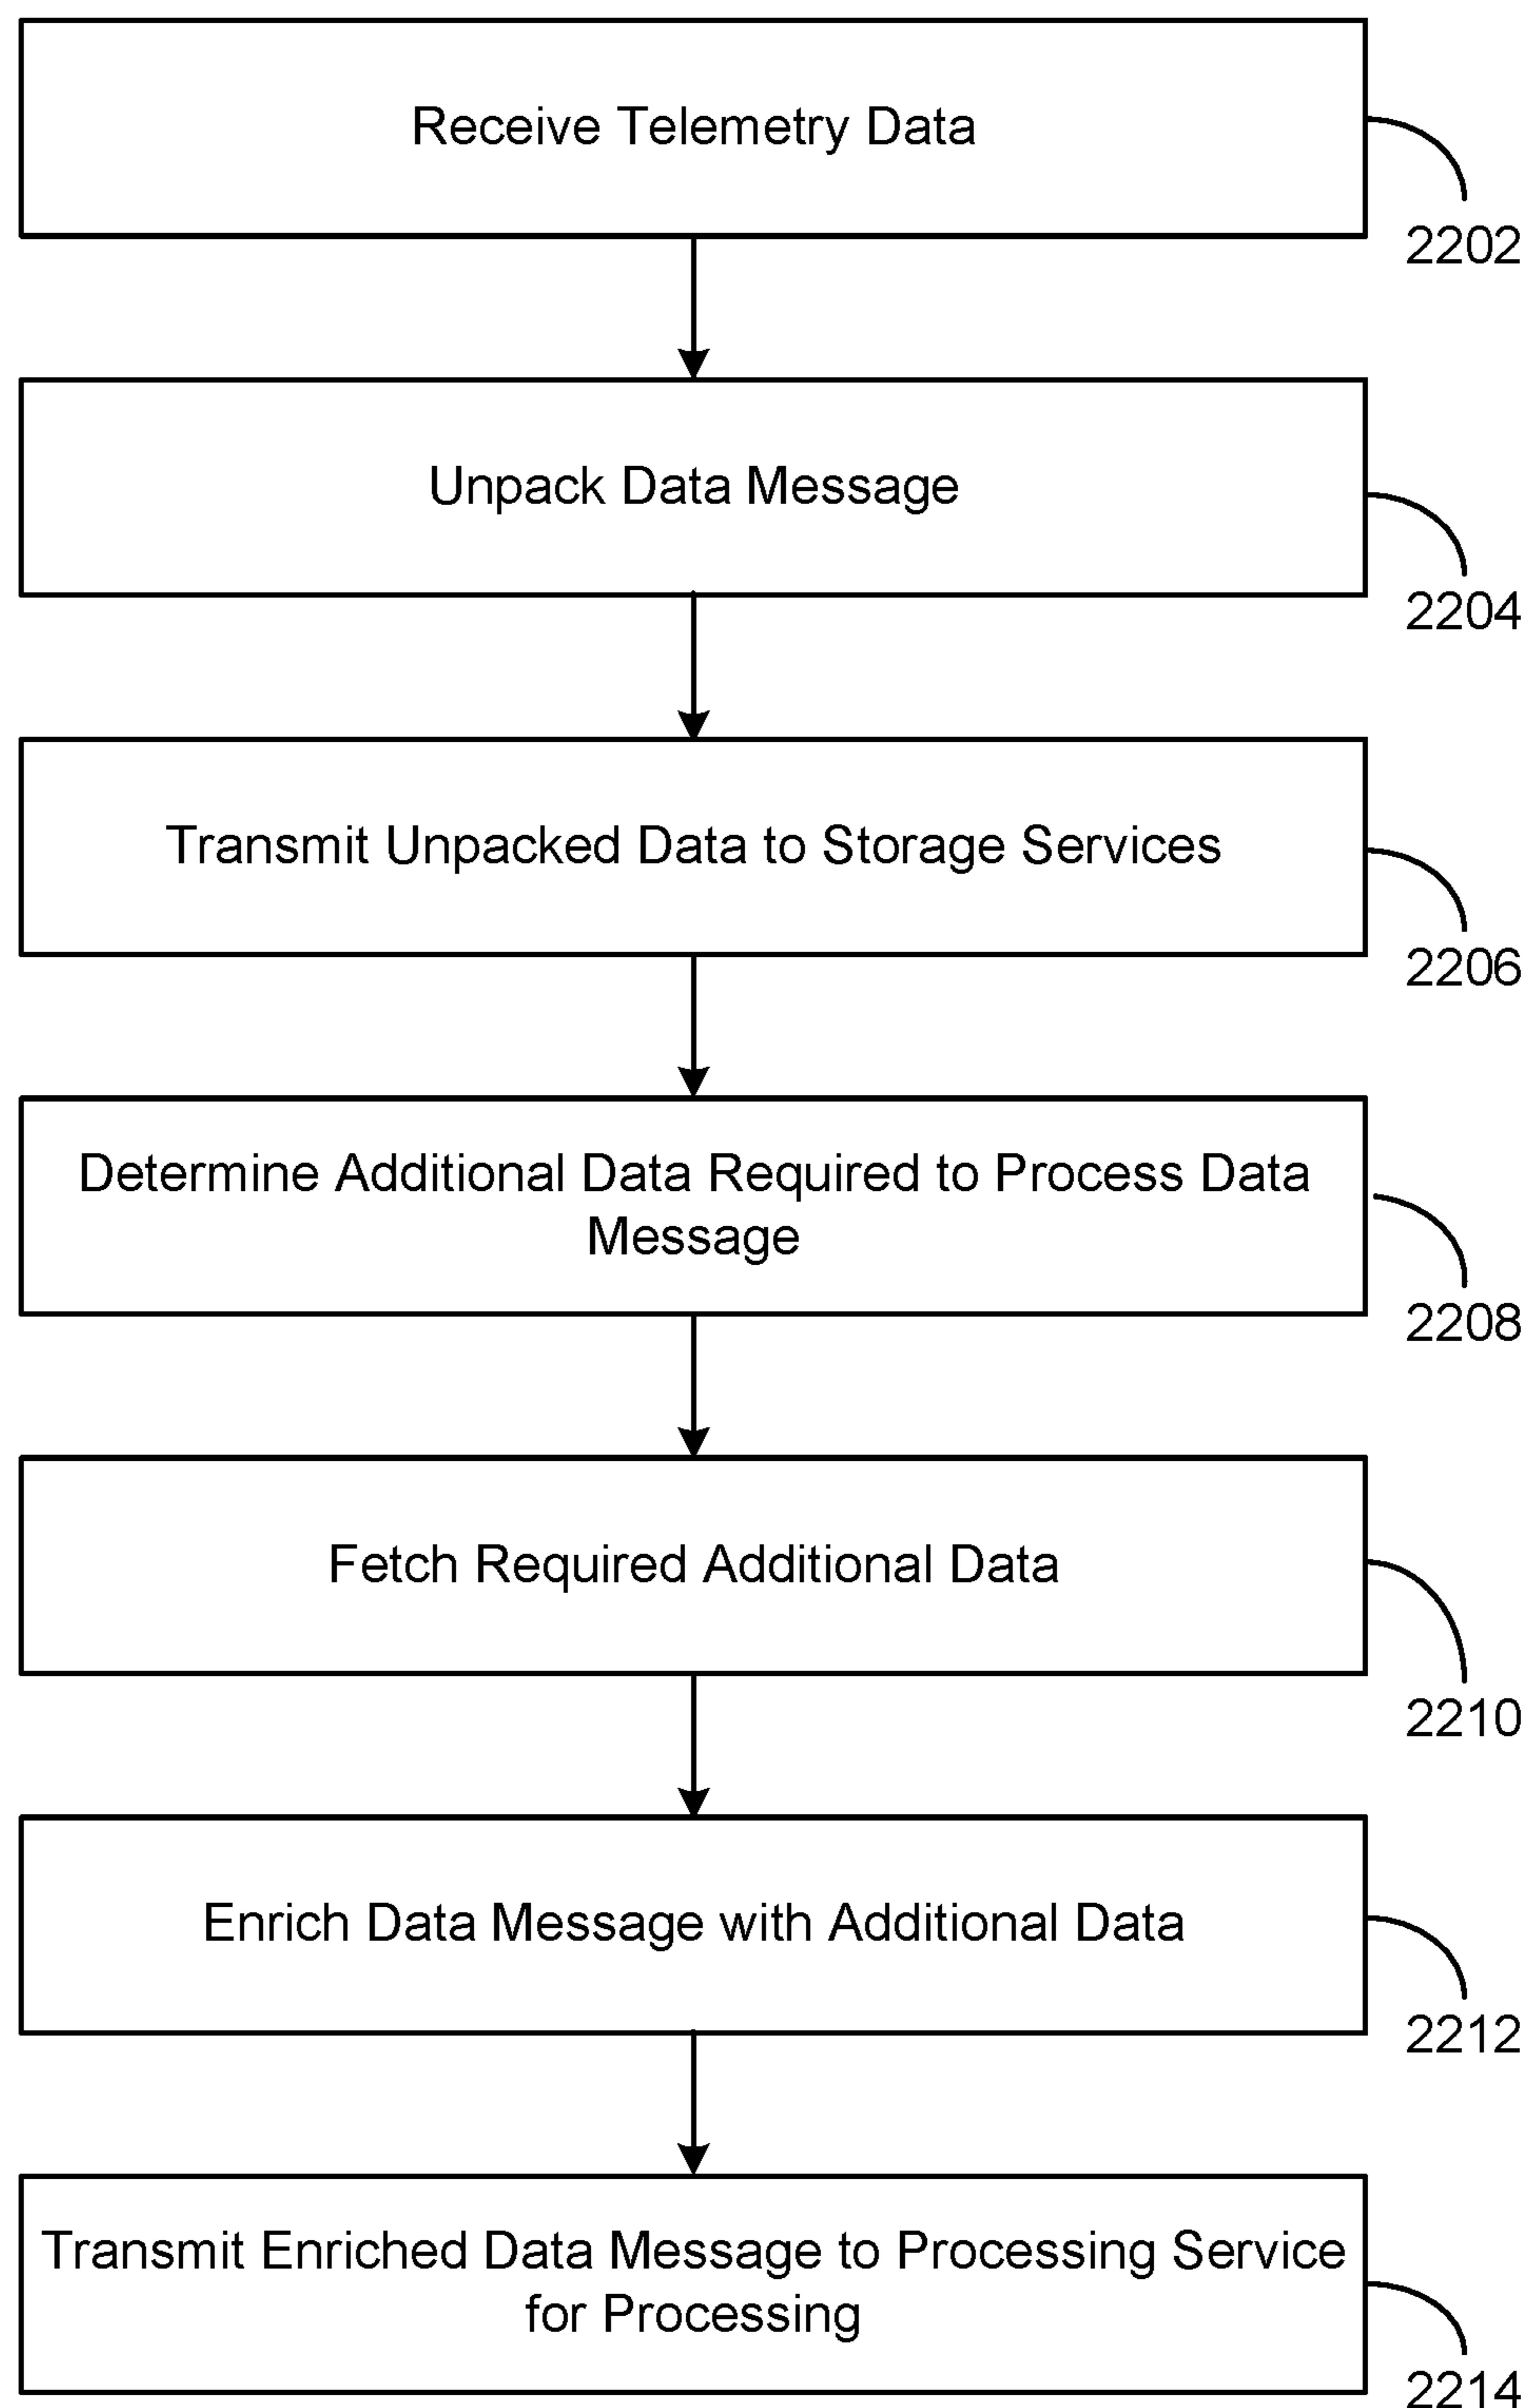 Receive Telemetry Data
2202
Unpack Data Message
2204
Transmit Unpacked Data to Storage Services
2206
Determine Additional Data Required to Process Data
Message
2208
Fetch Required Additional Data
2210
Enrich Data Message with Additional Data
2212
Transmit Enriched Data Message to Processing Service
for Processing
2214